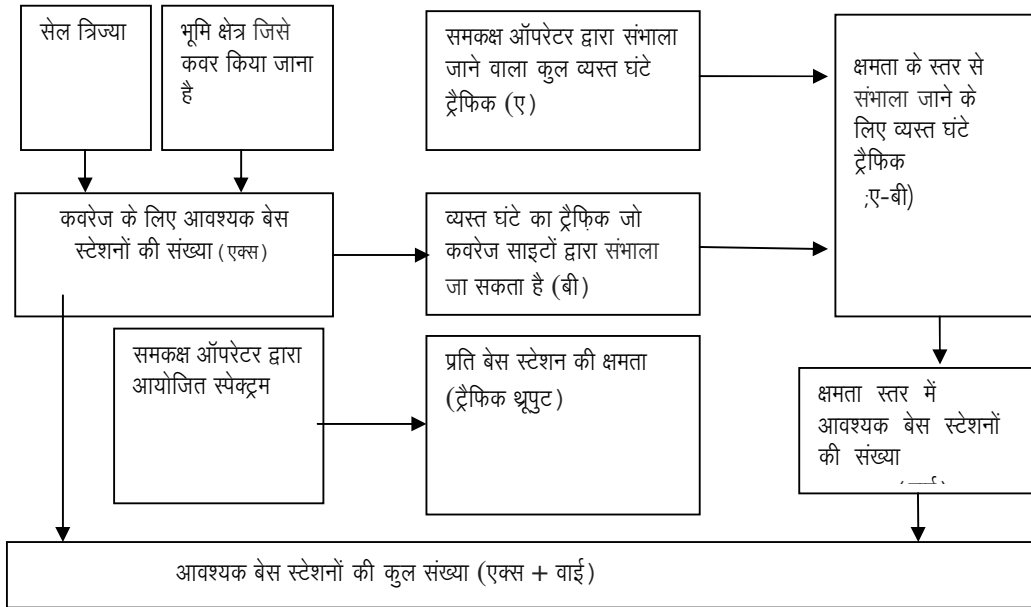 सेल त्रिज्या
भूमि क्षेत्र जिसे
कवर किया जाना
है
समकक्ष ऑपरेटर द्वारा संभाला
जाने वाला कुल व्यस्त घंटे
ट्रैफिक (ए)
क्षमता के स्तर से
संभाला जाने के
लिए व्यस्त घंटे
ट्रैफिक
;ए-बी)
कवरेज के लिए आवश्यक बेस
स्टेशनों की संख्या (एक्स)
व्यस्त घंटे का ट्रैफ़िक जो
कवरेज साइटों द्वारा संभाला
जा सकता है (बी)
समकक्ष ऑपरेटर द्वारा
आयोजित स्पेक्ट्रम
प्रति बेस स्टेशन की क्षमता
(ट्रैफिक थ्रूपुट)
क्षमता स्तर में
आवश्यक बेस स्टेशनों
की संख्या
आवश्यक बेस स्टेशनों की कुल संख्या (एक्स + वाई)